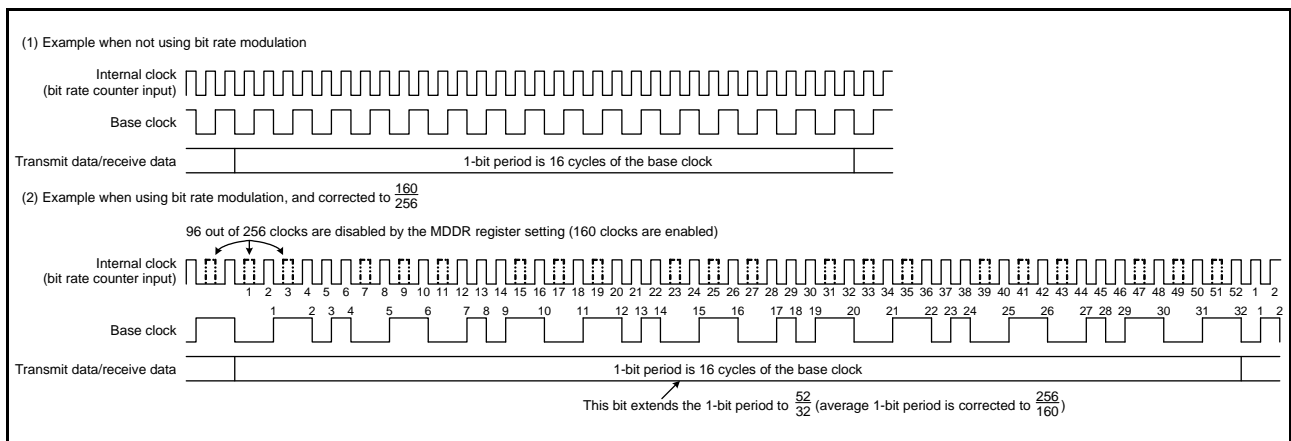 (1) Example when not using bit rate modulation
Internal clock
(bit rate counter input)
Base clock
Transmit data/receive data
1-bit period is 16 cycles of the base clock
(2) Example when using bit rate modulation, and corrected to 160/256
96 out of 256 clocks are disabled by the MDDR register setting (160 clocks are enabled)
Internal clock
(bit rate counter input)
1 2 3 4 5 6 7 8 9 10 11 12 13 14 15 16 17 18 19 20 21 22 23 24 25 26 27 28 29 30 31 32 33 34 35 36 37 38 39 40 41 42 43 44 45 46 47 48 49 50 51 52 1 2
1 2 3 4 5 6 7 8 9 10 11 12 13 14 15 16 17 18 19 20 21 22 23 24 25 26 27 28 29 30 31 32 1 2
Base clock
Transmit data/receive data
1-bit period is 16 cycles of the base clock
This bit extends the 1-bit period to 52/32 (average 1-bit period is corrected to 256/160)